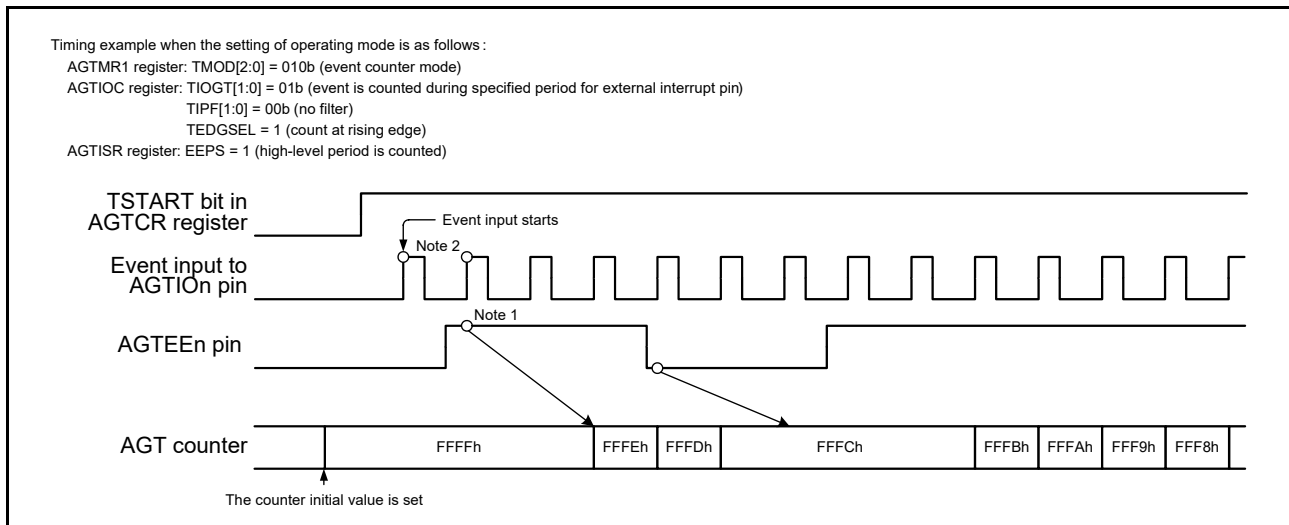 Timing example when the setting of operating mode is as follows :
AGTMR1 register: TMOD[2:0] = 010b (event counter mode)
AGTIOC register: TIOGT[1:0] = 01b (event is counted during specified period for external interrupt pin)
TIPF[1:0] = 00b (no filter)
TEDGSEL = 1 (count at rising edge)
AGTISR register: EEPS = 1 (high-level period is counted)
TSTART bit in
AGTCR register
Event input starts
Note 2
Event input to
AGTIOn pin
Note 1
AGTEEn pin
AGT counter
FFFFh
FFFEh
FFFDh
FFFCh
FFFBh
FFFAh
FFF9h
FFF8h
The counter initial value is set